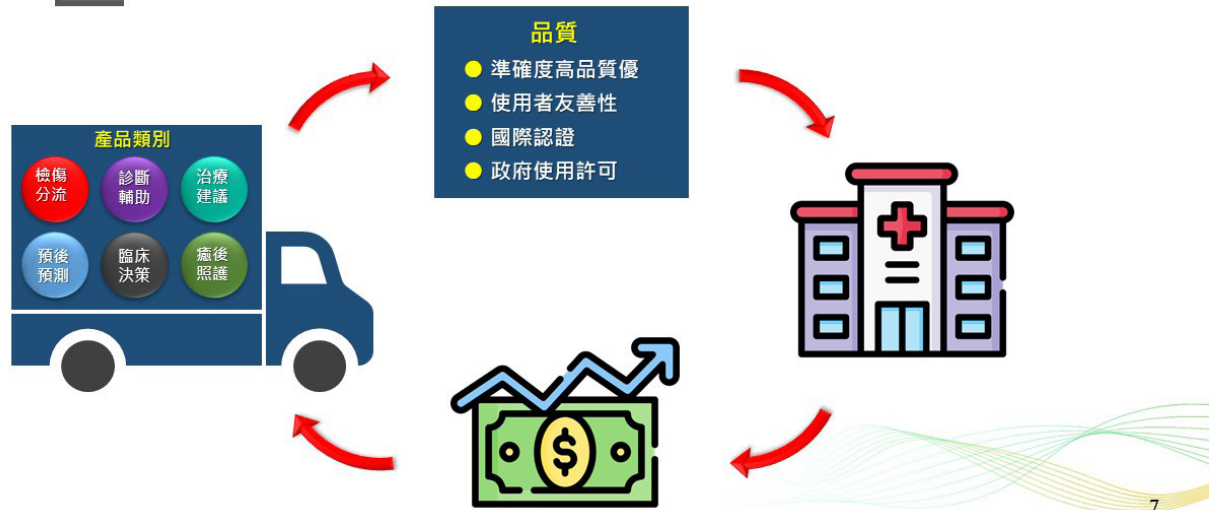 品質
準確度高品質優
使用者友善性
國際認證
政府使用許可
產品類別
檢傷
分流
診斷
輔助
治療
建議
預後
預測
臨床
決策
癒後
照護
$
7